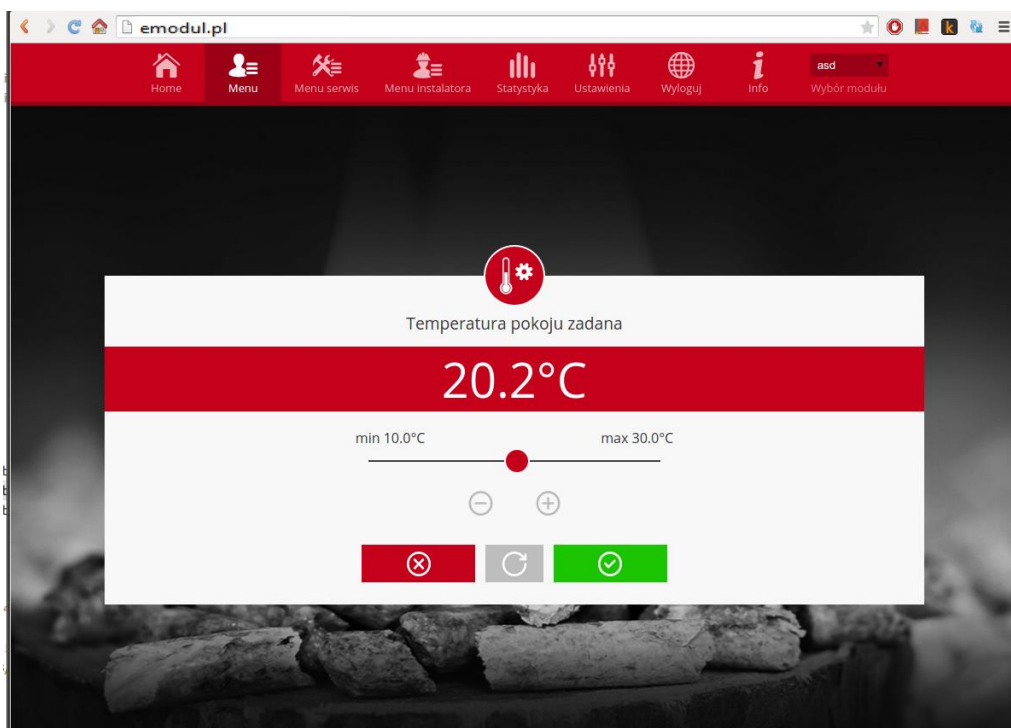 emodul.pl
Home
Menu
Menu serwis
Menu instalatora
Statystyka
Ustawienia
Wyloguj
Info
asd
Wybór modułu
Temperatura pokoju zadana
20.2°C
min 10.0°C
max 30.0°C